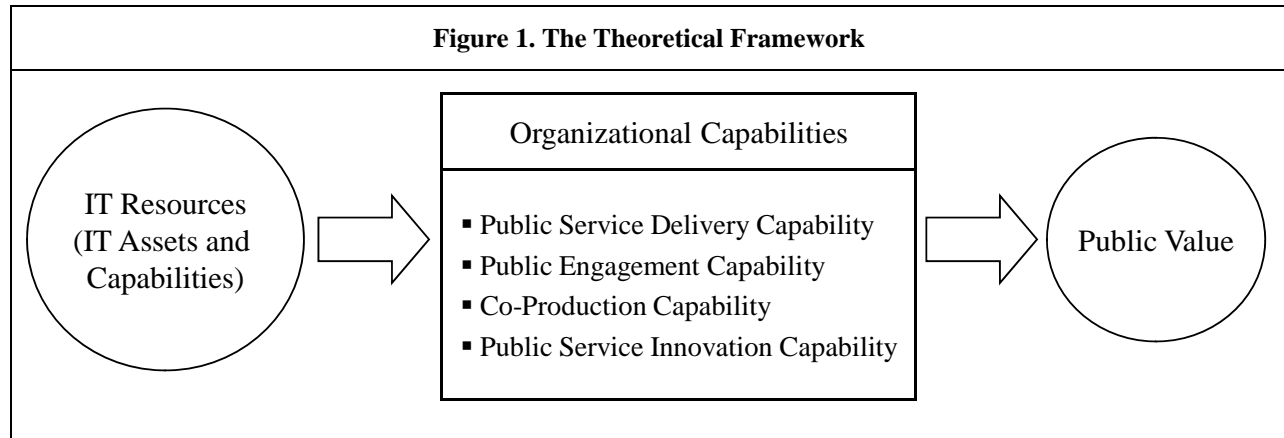 Figure 1. The Theoretical Framework
IT Resources
(IT Assets and
Capabilities)
Organizational Capabilities
▪ Public Service Delivery Capability
▪ Public Engagement Capability
▪ Co-Production Capability
▪ Public Service Innovation Capability
Public Value